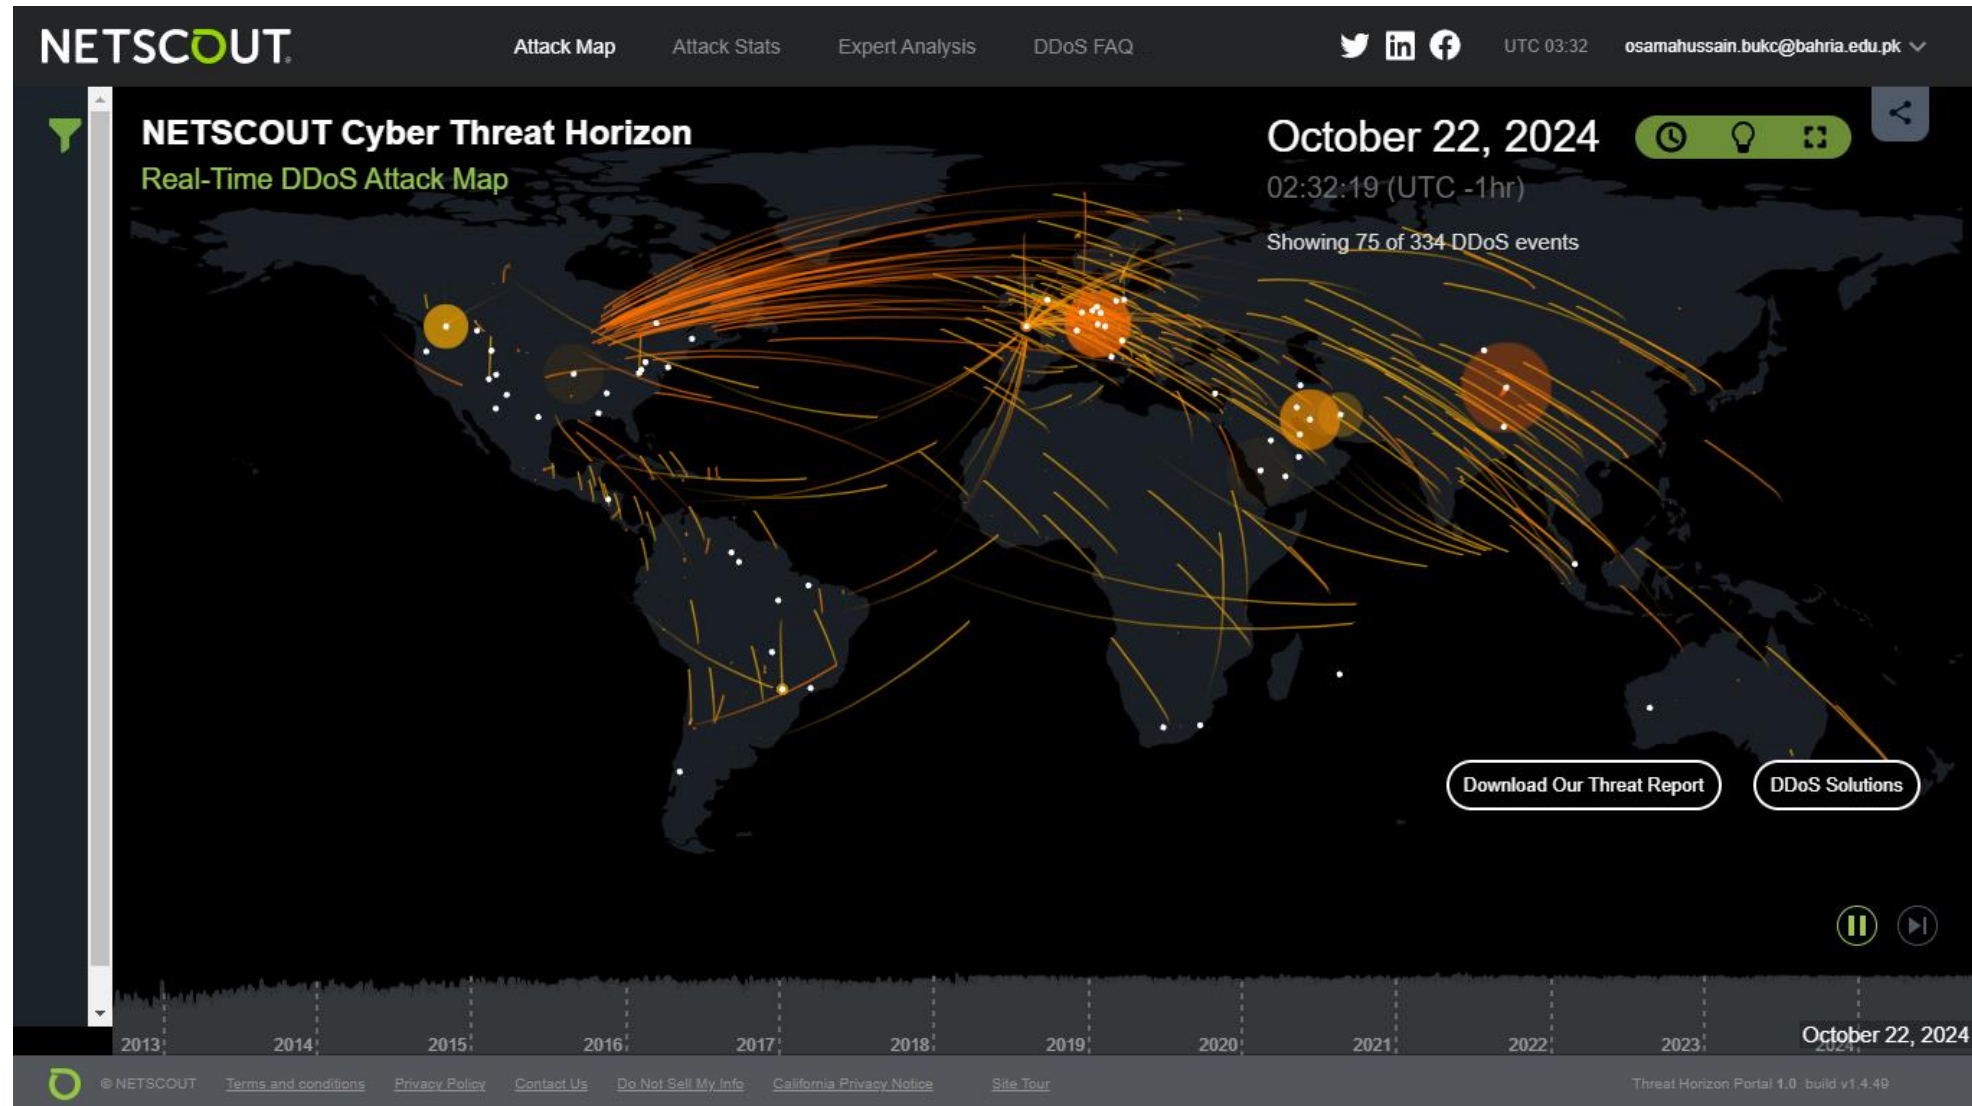 NETSCOUT.
Attack Map
Attack Stats
Expert Analysis
DDoS FAQ
UTC 03:32
osamahussain.bukc@bahria.edu.pk
NETSCOUT Cyber Threat Horizon
Real-Time DDoS Attack Map
October 22, 2024
02:32:19 (UTC -1hr)
Showing 75 of 334 DDoS events
Download Our Threat Report
DDoS Solutions
2013
2014
2015
2016
2017
2018
2019
2020
2021
2022
2023
2024
October 22, 2024
© NETSCOUT
Terms and conditions
Privacy Policy
Contact Us
Do Not Sell My Info
California Privacy Notice
Site Tour
Threat Horizon Portal 1.0 build v1.4.49